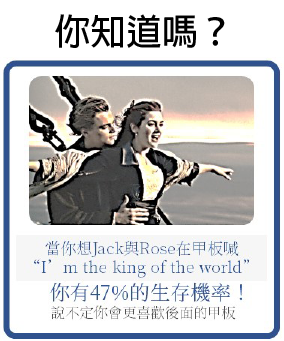 你知道嗎？
當你想Jack與Rose在甲板喊
“I’m the king of the world”
你有47%的生存機率！
說不定你會更喜歡後面的甲板